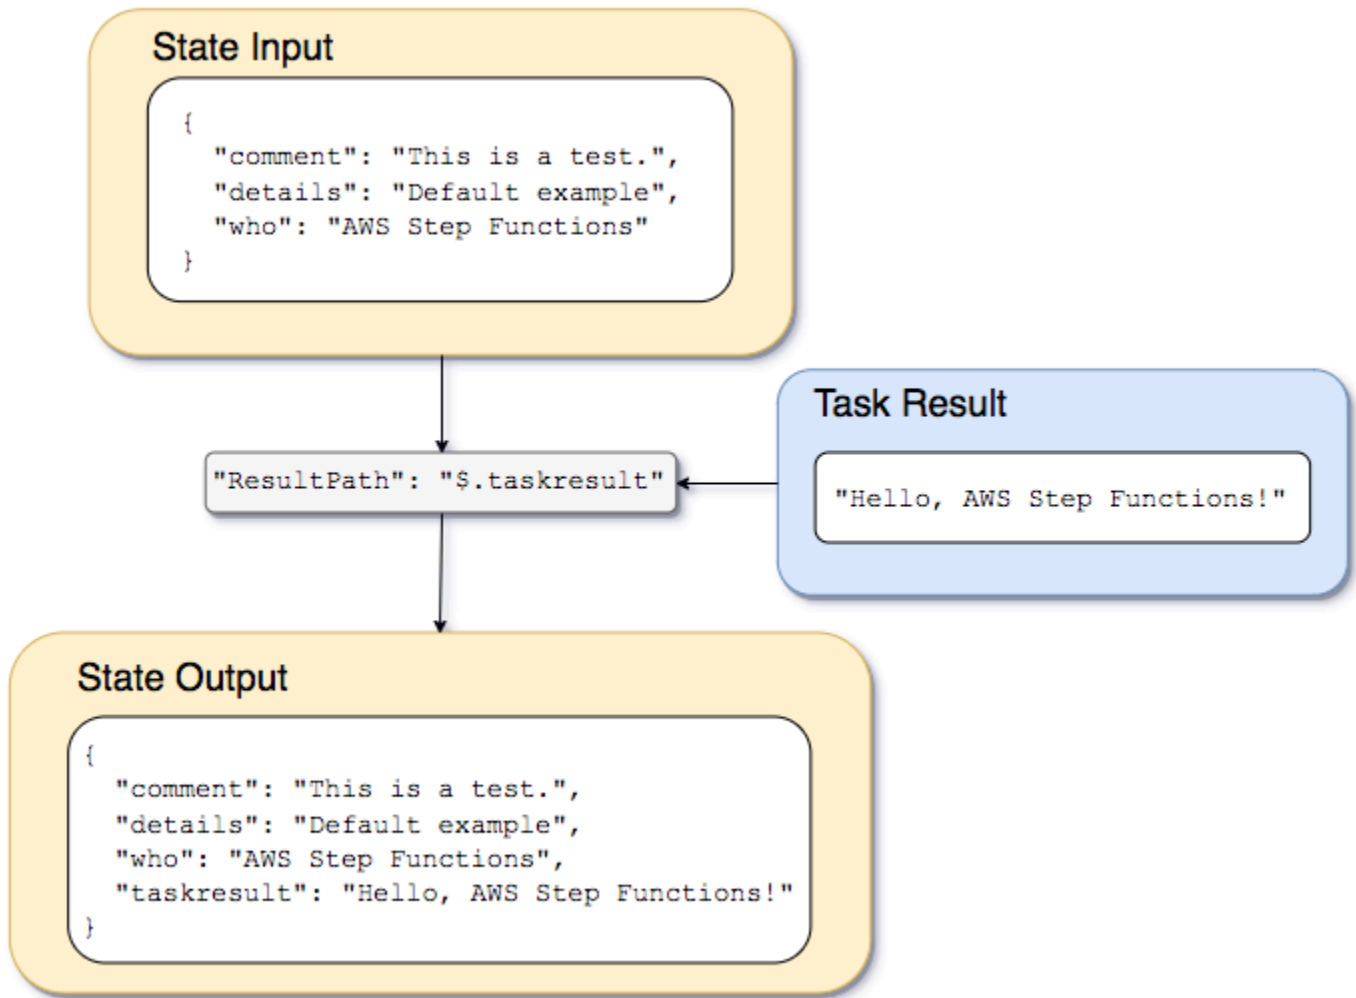 State Input
{
"comment": "This is a test.",
"details": "Default example",
"who": "AWS Step Functions"
}
"ResultPath": "$.taskresult"
Task Result
"Hello, AWS Step Functions!"
State Output
{
"comment": "This is a test.",
"details": "Default example",
"who": "AWS Step Functions",
"taskresult": "Hello, AWS Step Functions!"
}